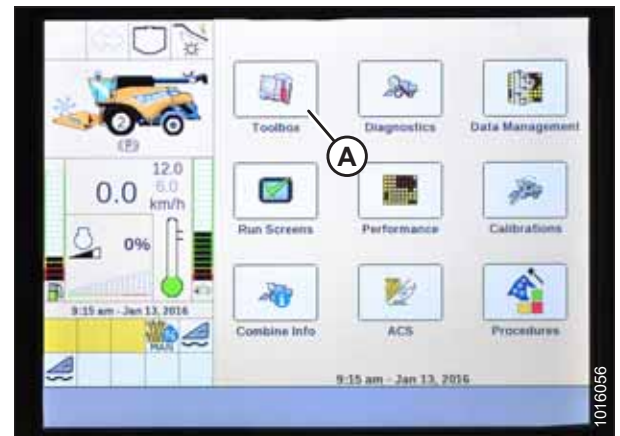 Toolbox
Diagnostics
Data Management
A
2
(P)
12.0
6.0
0.0
km/h
Run Screens
Performance
Calibrations
0%
9:15 am - Jan 13, 2016
MAN
Combine Info
ACS
Procedures
9:15 am - Jan 13, 2016
1016056